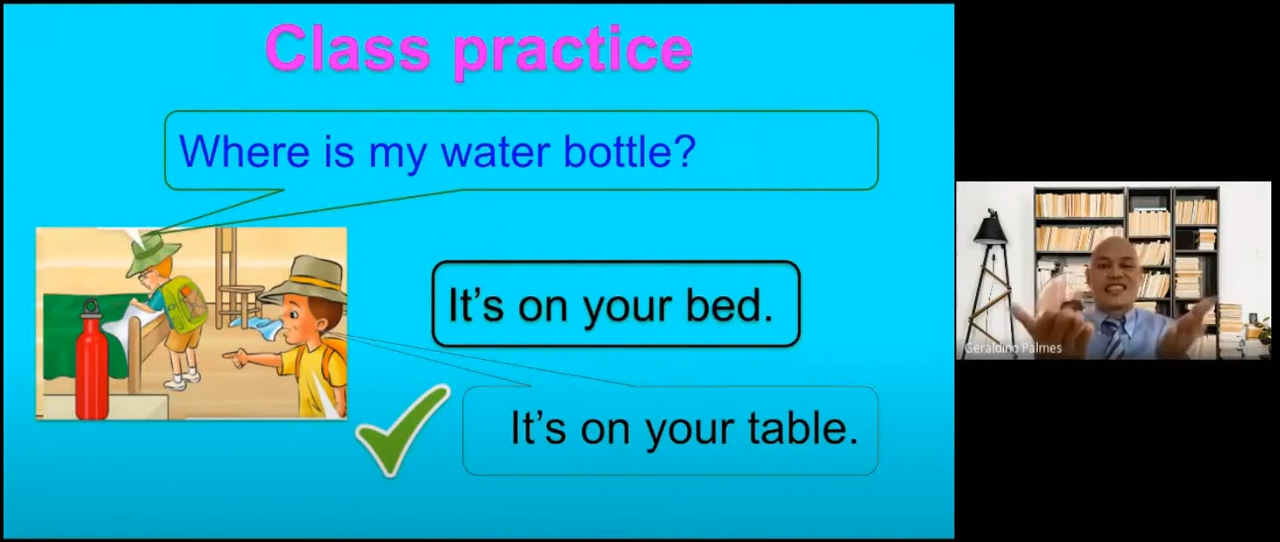 Class practice
Where is my water bottle?
It's on your bed.
It's on your table.
Geraldino Palmes